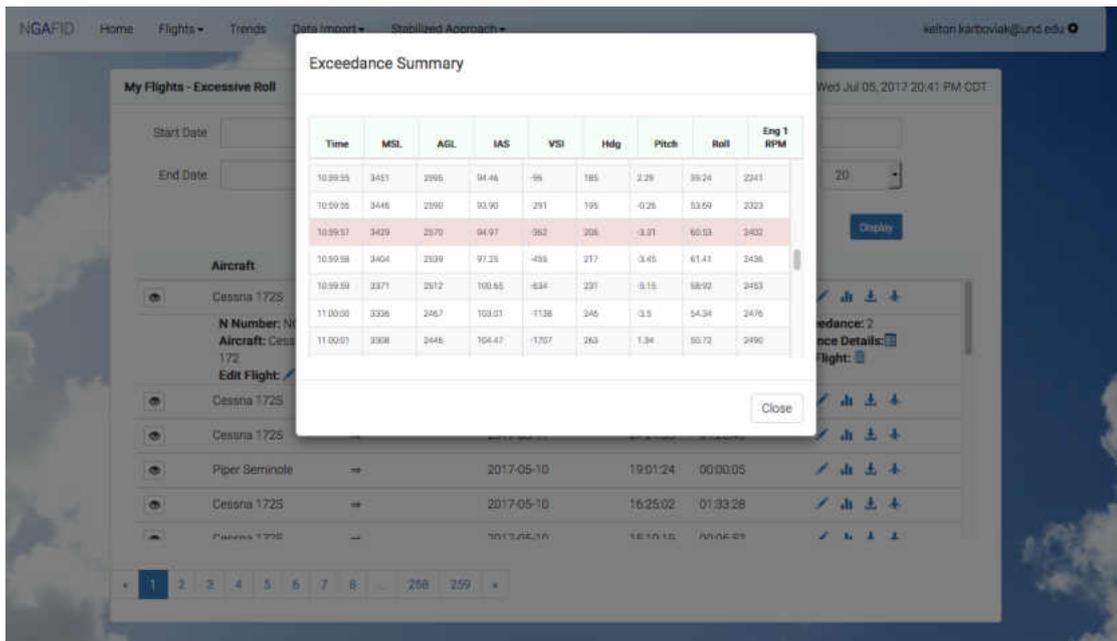 NGAFID Home Flights Trends Data Import Stabilized Approach kelton.karboviak@und.edu
Exceedance Summary
My Flights - Excessive Roll Wed Jul 05, 2017 20:41 PM CDT
Start Date
End Date 20
Display
Time MSL AGL IAS VSI Hdg Pitch Roll Eng 1 RPM
10:59:55 3451 2595 94.46 -95 185 2.29 39.24 2241
10:59:56 3446 2590 93.90 -291 195 -0.26 53.69 2323
10:59:57 3429 2570 94.97 -362 206 -3.31 60.53 2402
10:59:58 3404 2539 97.25 -455 217 -3.45 61.41 2436
10:59:59 3371 2512 100.65 -634 231 -5.15 58.92 2453
11:00:00 3336 2467 103.01 -1138 246 -3.5 54.34 2476
11:00:01 3308 2446 104.47 -1707 263 1.34 50.72 2490
Close
Aircraft
Cessna 172S
N Number:
Aircraft:
172
Edit Flight:
Flight:
Cessna 172S
Cessna 172S
Piper Seminole ⇒ 2017-05-10 19:01:24 00:00:05
Cessna 172S ⇒ 2017-05-10 16:25:02 01:33:28
« 1 2 3 4 5 6 7 8 ... 258 259 »